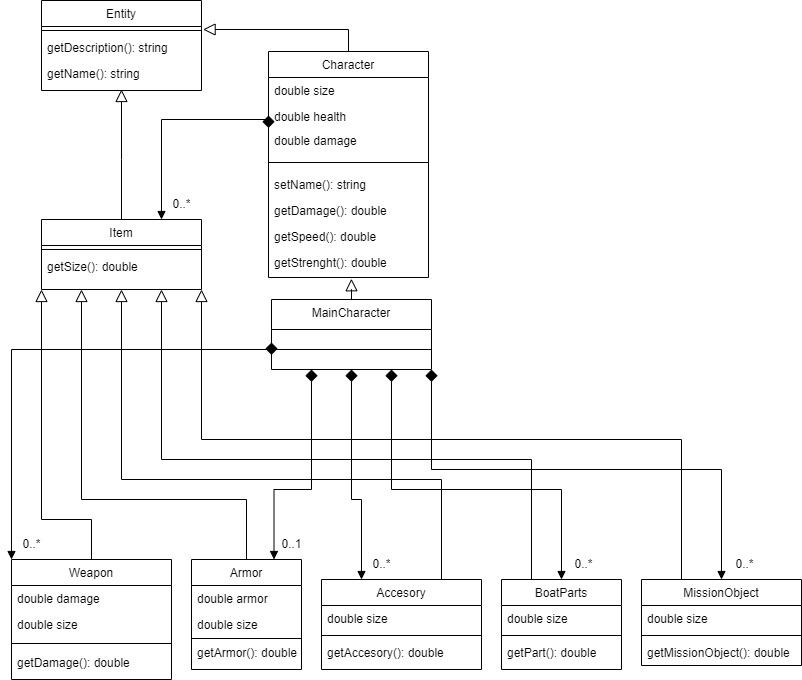 Entity
getDescription(): string
getName(): string
Character
double size
double health
double damage
setName(): string
getDamage(): double
getSpeed(): double
getStrenght(): double
0..*
Item
getSize(): double
MainCharacter
0..*
Weapon
double damage
double size
getDamage(): double
0..1
Armor
double armor
double size
getArmor(): double
0..*
Accesory
double size
getAccesory(): double
0..*
BoatParts
double size
getPart(): double
0..*
MissionObject
double size
getMissionObject(): double